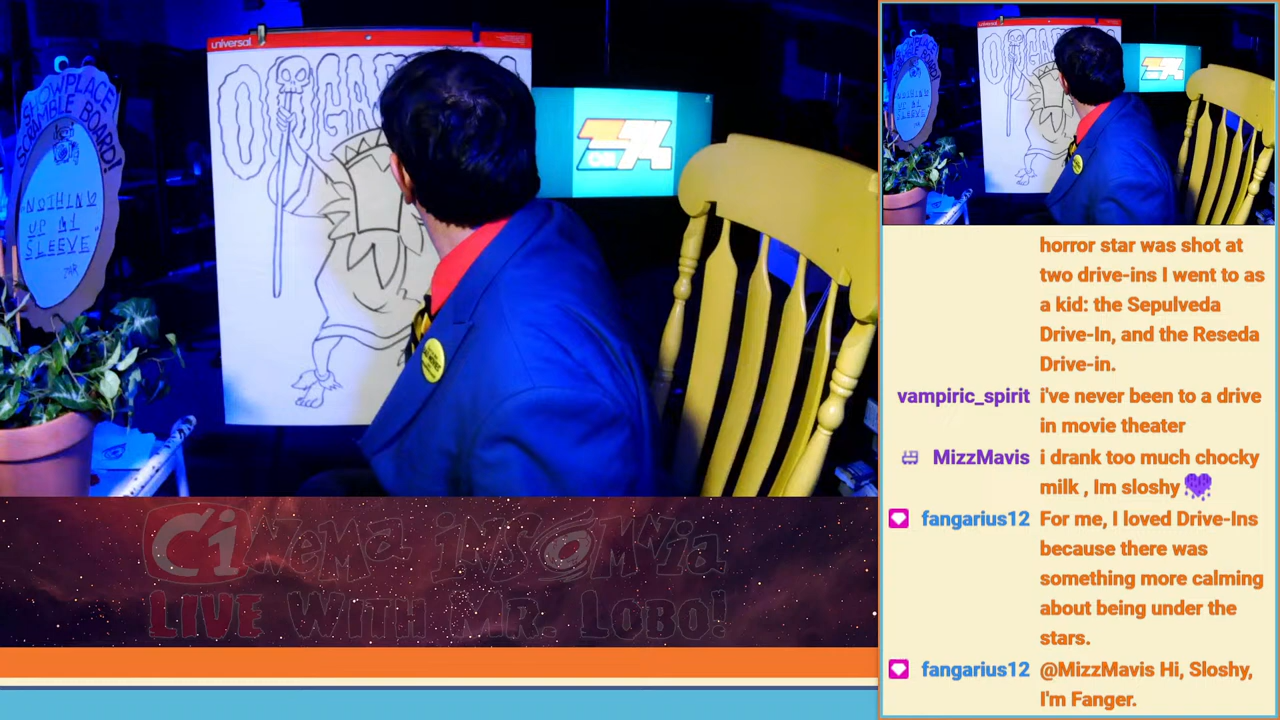 universal
SHOWPLACE
SCRAMBLE BOARD!
"NOTHING
UP MY
SLEEVE"
CINEMA INSOMNIA
LIVE WITH MR. LOBO!
horror star was shot at
two drive-ins I went to as
a kid: the Sepulveda
Drive-In, and the Reseda
Drive-in.
vampiric_spirit i've never been to a drive
in movie theater
MizzMavis i drank too much chocky
milk , Im sloshy
fangarius12 For me, I loved Drive-Ins
because there was
something more calming
about being under the
stars.
fangarius12 @MizzMavis Hi, Sloshy,
I'm Fanger.